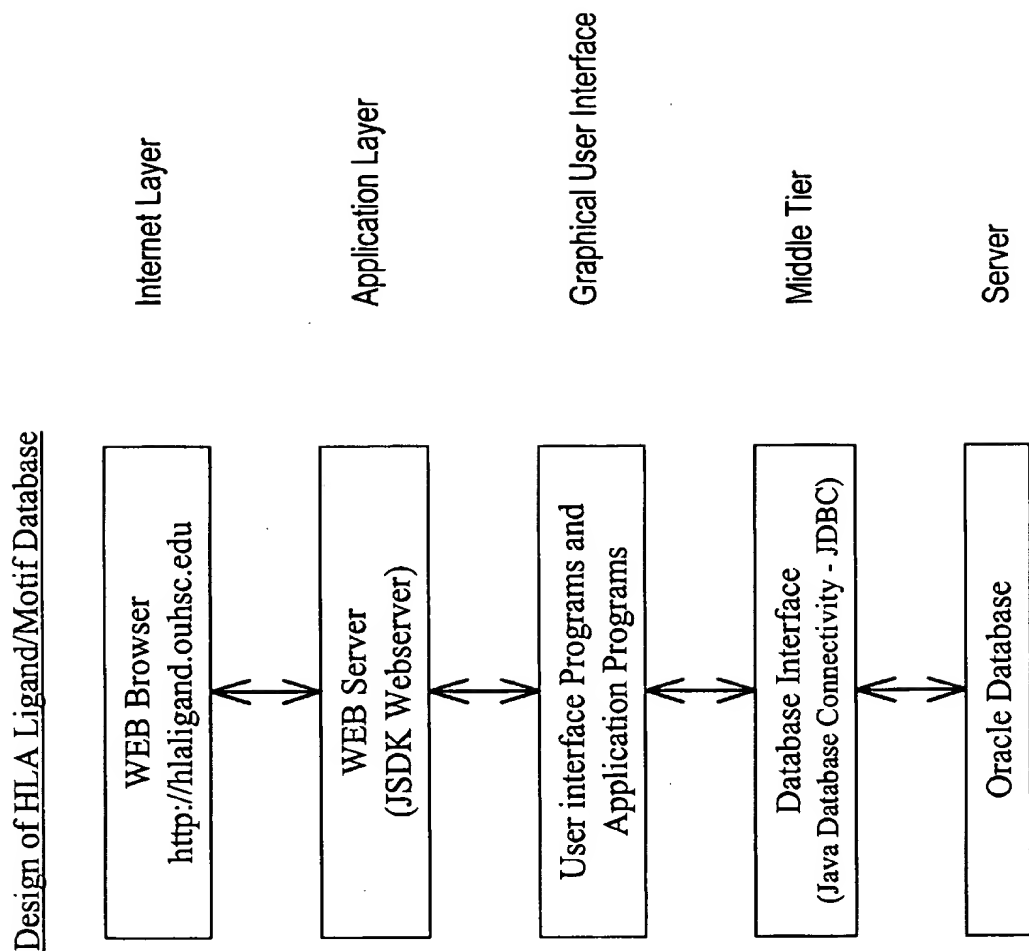 Design of HLA Ligand/Motif Database
WEB Browser
http://hlaligand.ouhsc.edu
Internet Layer
WEB Server
(JSDK Webserver)
Application Layer
User interface Programs and
Application Programs
Graphical User Interface
Database Interface
(Java Database Connectivity - JDBC)
Middle Tier
Oracle Database
Server